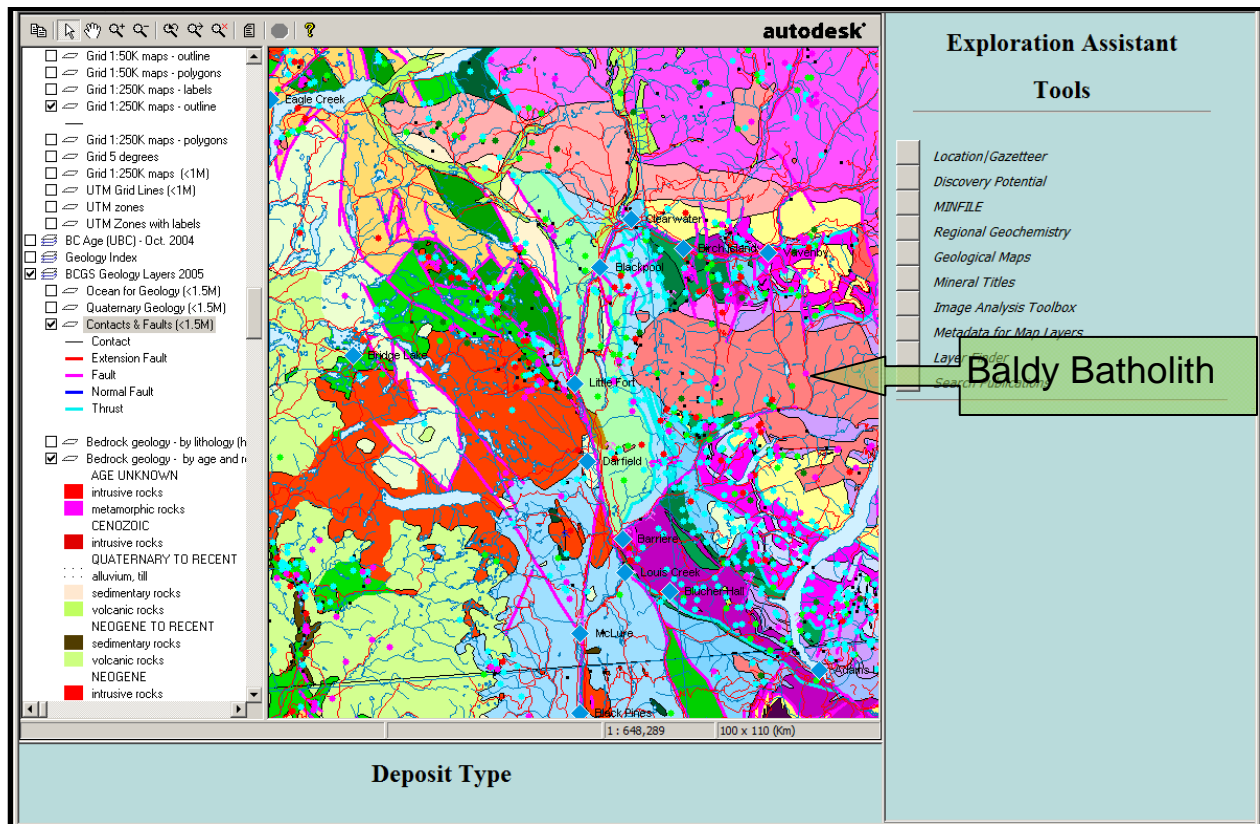 autodesk
Grid 1:50K maps - outline
Grid 1:50K maps - polygons
Grid 1:50K maps - labels
Grid 1:250K maps - labels
Grid 1:250K maps - outline
Grid 1:250K maps - polygons
Grid 5 degrees
Grid 1:250K maps (<1M)
UTM Grid Lines (<1M)
UTM zones
UTM Zones with labels
BC Age (UBC) - Oct. 2004
Geology Index
BCGS Geology Layers 2005
Ocean for Geology (<1.5M)
Quaternary Geology (<1.5M)
Contacts & Faults (<1.5M)
Contact
Extension Fault
Fault
Normal Fault
Thrust
Bedrock geology - by lithology (h
Bedrock geology - by age and r
AGE UNKNOWN
intrusive rocks
metamorphic rocks
CENOZOIC
intrusive rocks
QUATERNARY TO RECENT
alluvium, till
sedimentary rocks
volcanic rocks
NEOGENE TO RECENT
sedimentary rocks
volcanic rocks
NEOGENE
intrusive rocks
Eagle Creek
Clearwater
Birch Island
Vavenby
Blackpool
Bridge Lake
Little Fort
Darfield
Barriere
Louis Creek
Blucher Hall
McLure
Adams L
Black Pines
1 : 648,289
100 x 110 (Km)
Deposit Type
Exploration Assistant
Tools
Location|Gazetteer
Discovery Potential
MINFILE
Regional Geochemistry
Geological Maps
Mineral Titles
Image Analysis Toolbox
Metadata for Map Layers
Layer Finder
Search Publications
Baldy Batholith